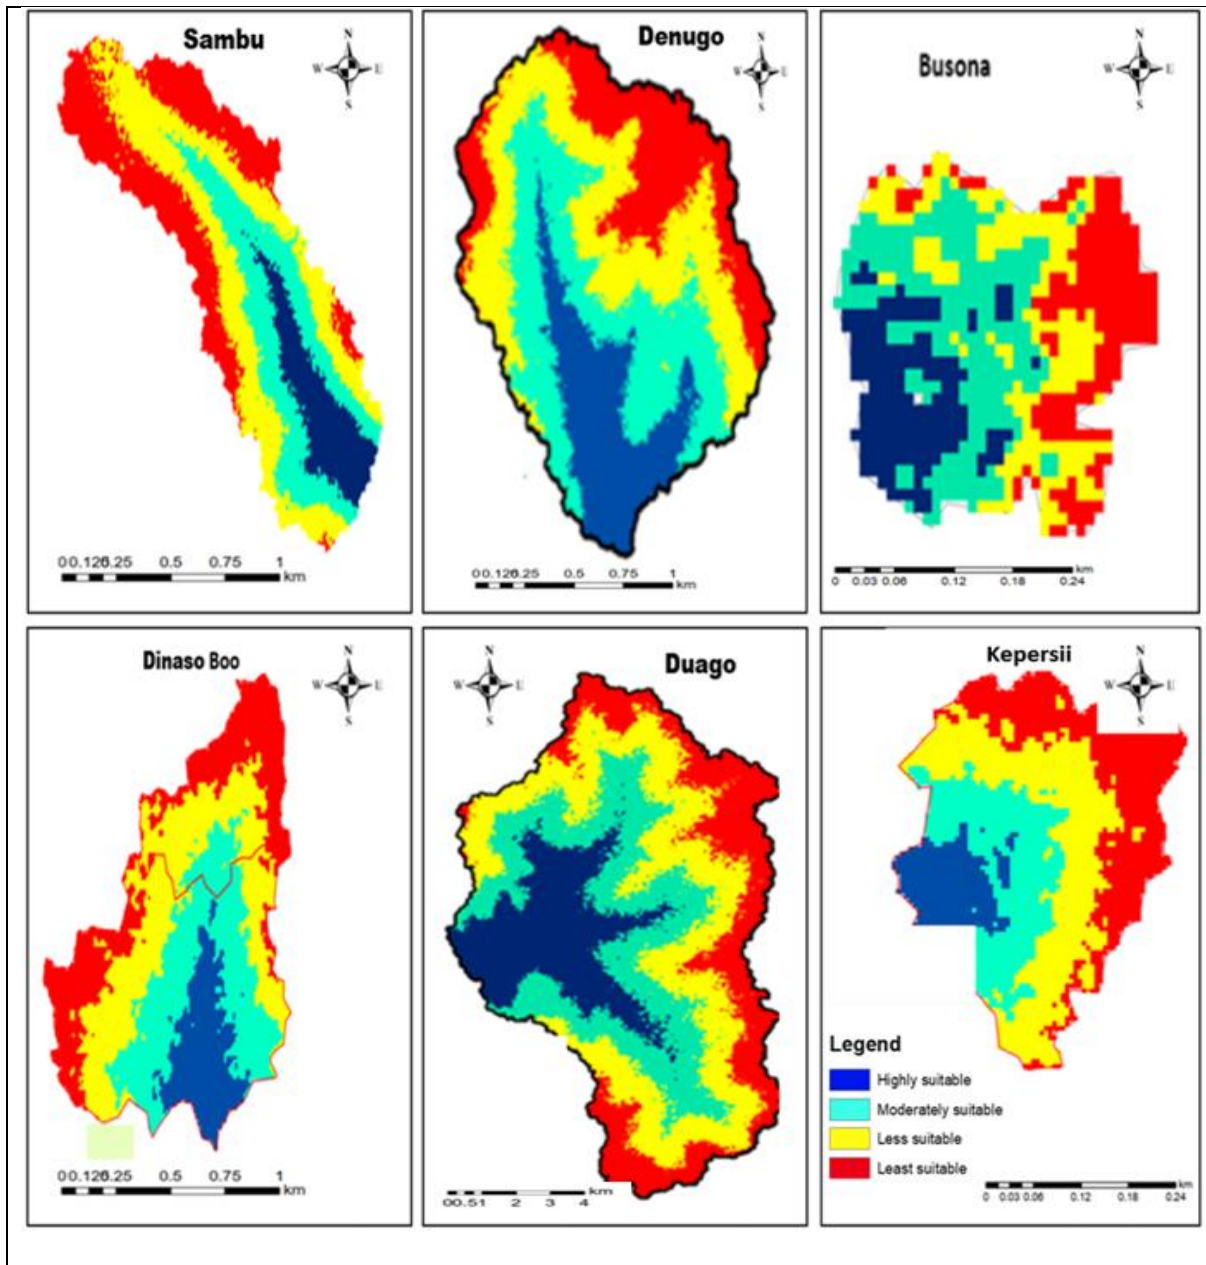 Sambu
N
W E
S
00.1250.25 0.5 0.75 1
km
Denugo
N
W E
S
00.1250.25 0.5 0.75 1
km
Busona
N
W E
S
km
0 0.03 0.06 0.12 0.18 0.24
Dinaso Boo
N
W E
S
00.1250.25 0.5 0.75 1
km
Duago
N
W E
S
00.51 2 3 4
km
Kepersii
N
W E
S
Legend
Highly suitable
Moderately suitable
Less suitable
Least suitable
km
0 0.03 0.06 0.12 0.18 0.24